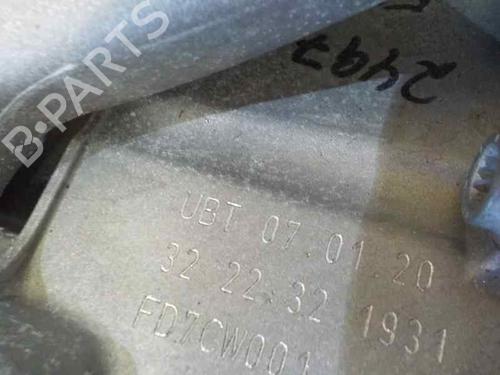 B-PARTS
2497
UBT 07.01.20
32 22.32 1931
FD7CW001